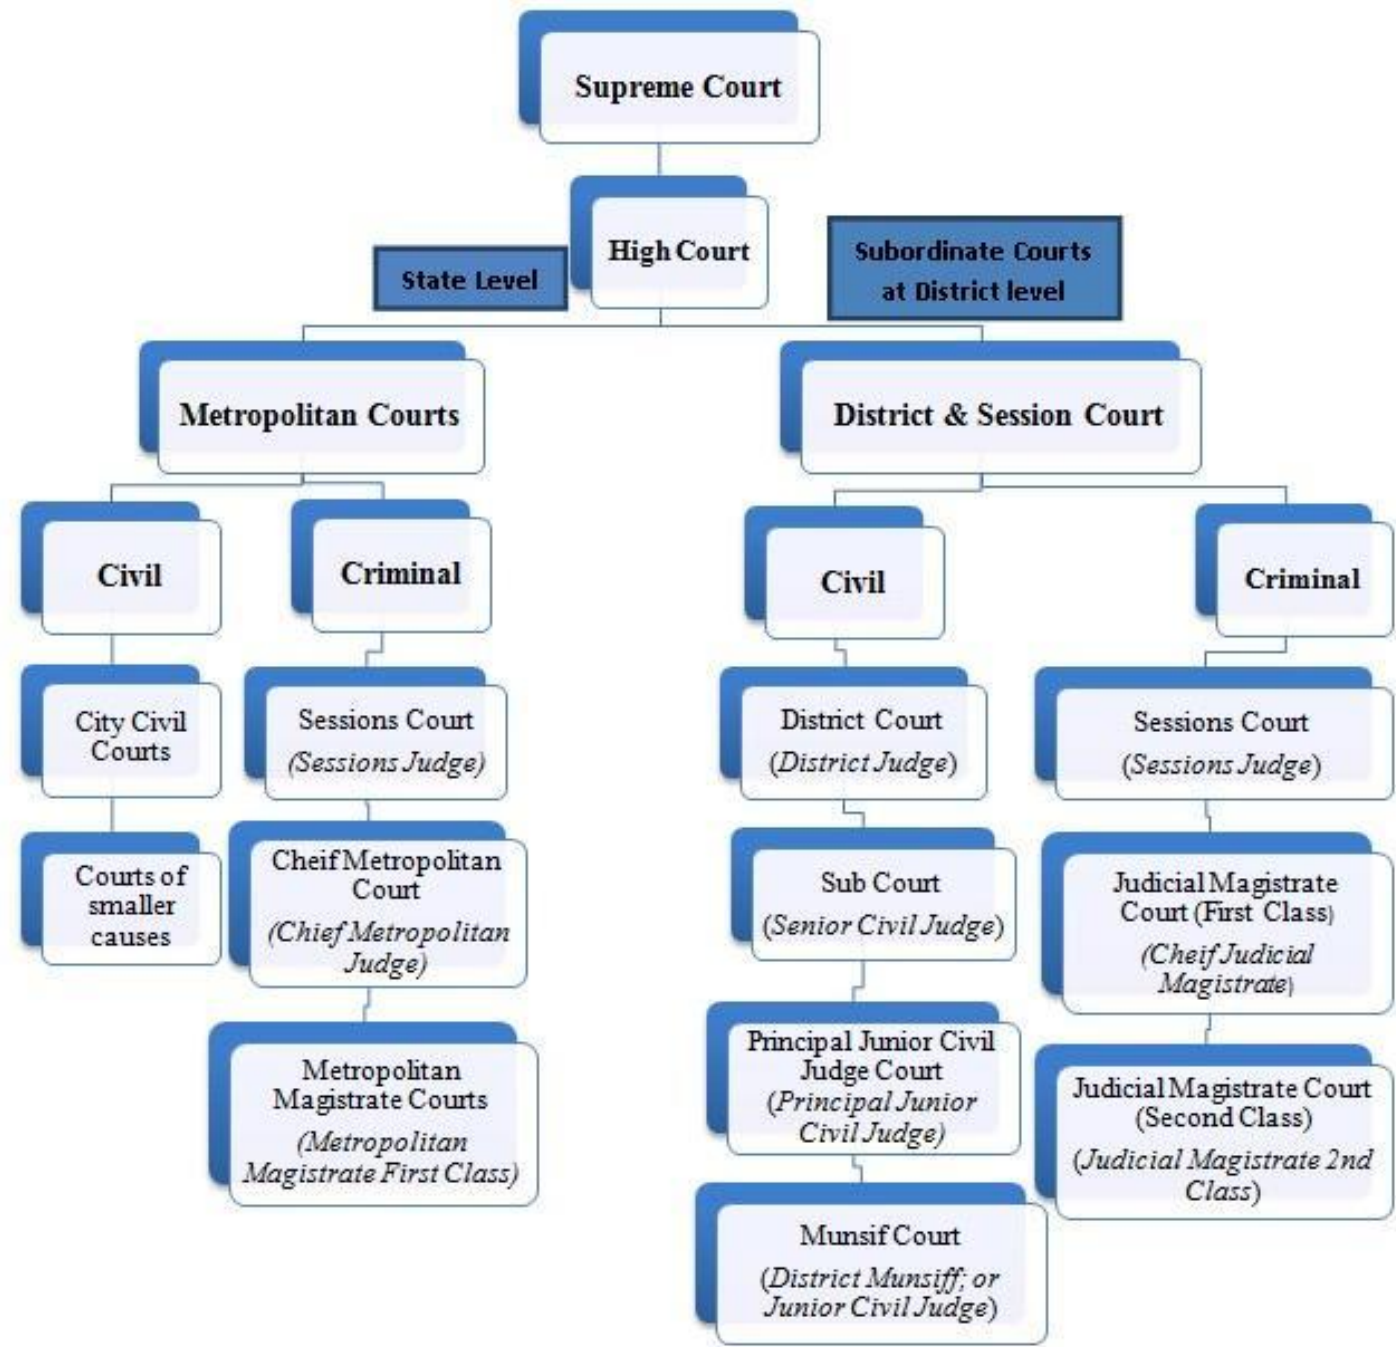 Supreme Court
High Court
State Level
Subordinate Courts
at District level
Metropolitan Courts
District & Session Court
Civil
Criminal
Civil
Criminal
City Civil
Courts
Sessions Court
(Sessions Judge)
District Court
(District Judge)
Sessions Court
(Sessions Judge)
Courts of
smaller
causes
Cheif Metropolitan
Court
(Chief Metropolitan
Judge)
Sub Court
(Senior Civil Judge)
Judicial Magistrate
Court (First Class)
(Cheif Judicial
Magistrate)
Metropolitan
Magistrate Courts
(Metropolitan
Magistrate First Class)
Principal Junior Civil
Judge Court
(Principal Junior
Civil Judge)
Judicial Magistrate Court
(Second Class)
(Judicial Magistrate 2nd
Class)
Munsif Court
(District Munsiff; or
Junior Civil Judge)